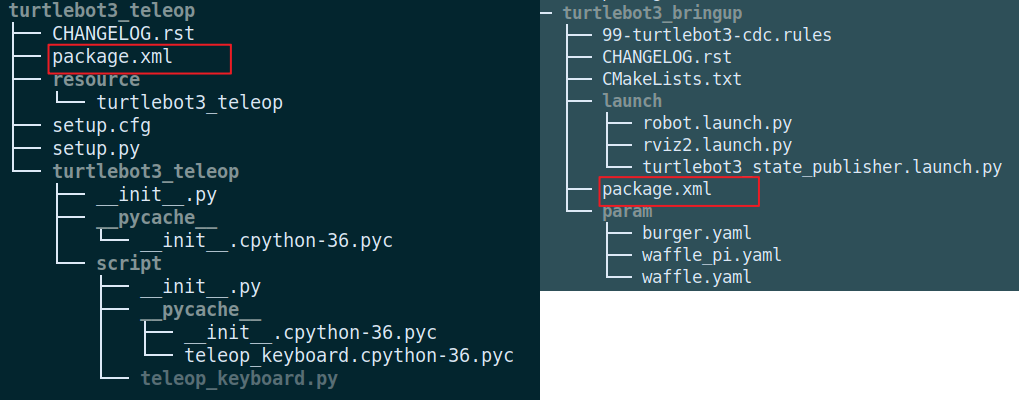 turtlebot3_teleop
CHANGELOG.rst
package.xml
resource
turtlebot3_teleop
setup.cfg
setup.py
turtlebot3_teleop
__init__.py
__pycache__
__init__.cpython-36.pyc
script
__init__.py
__pycache__
__init__.cpython-36.pyc
teleop_keyboard.cpython-36.pyc
teleop_keyboard.py
turtlebot3_bringup
99-turtlebot3-cdc.rules
CHANGELOG.rst
CMakeLists.txt
launch
robot.launch.py
rviz2.launch.py
turtlebot3_state_publisher.launch.py
package.xml
param
burger.yaml
waffle_pi.yaml
waffle.yaml